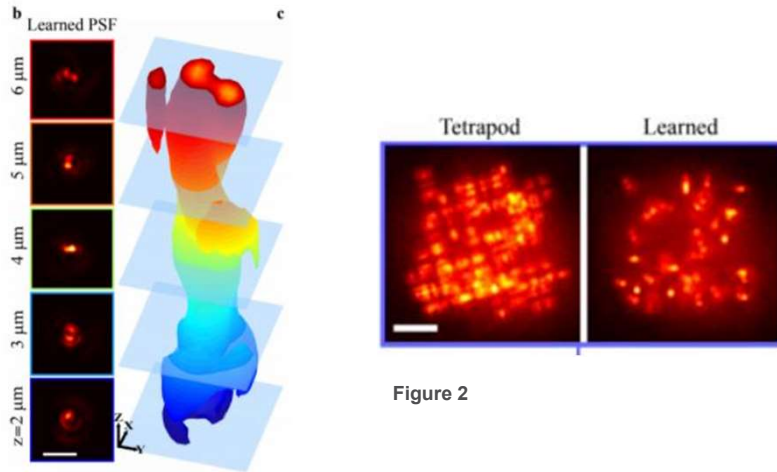 b
c
Learned PSF
6 μm
5 μm
4 μm
3 μm
z=2 μm
Z
X
Y
Tetrapod
Learned
Figure 2